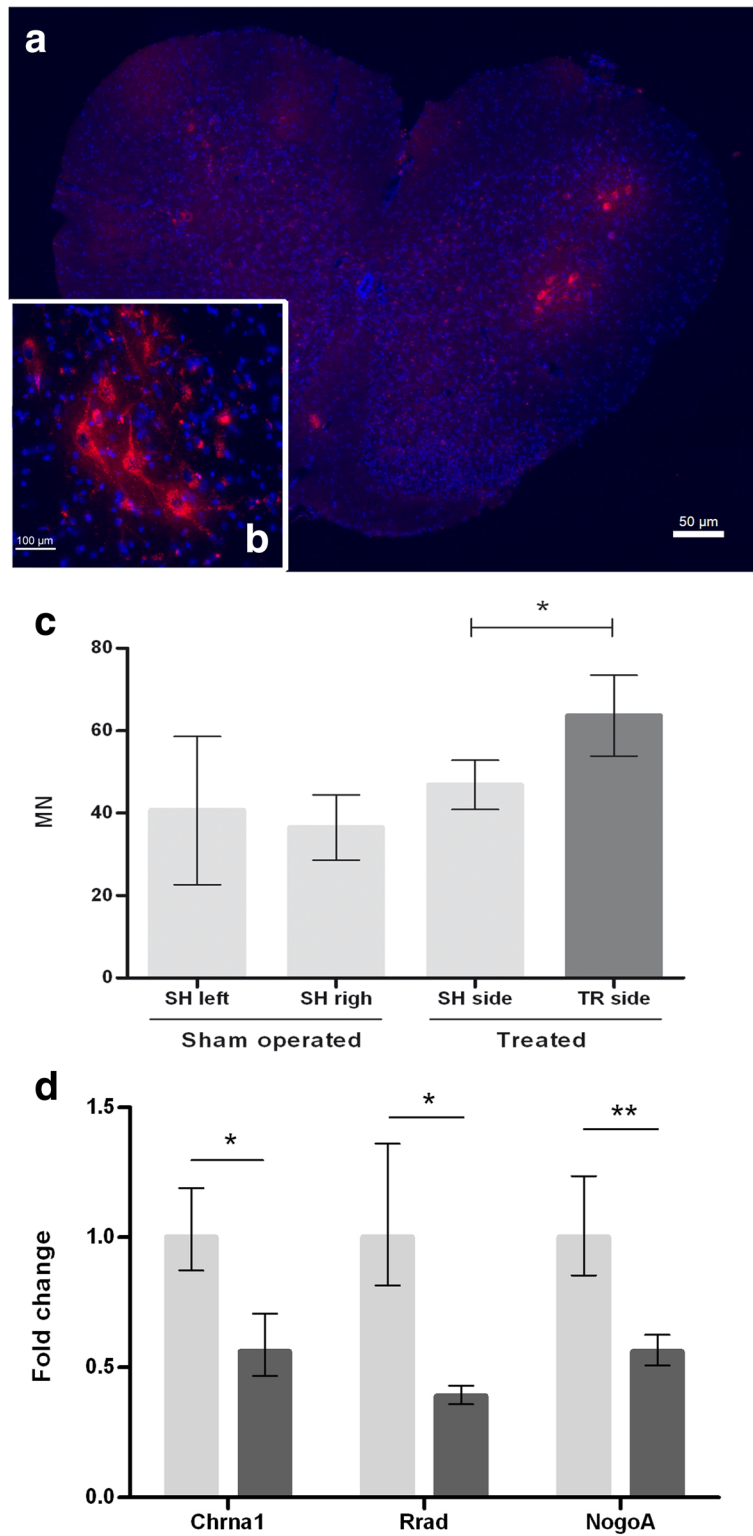 a
b
100 µm
50 µm
c
*
80
60
40
20
0
MN
SH left
SH righ
SH side
TR side
Sham operated
Treated
d
1.5
1.0
0.5
0.0
Fold change
*
*
**
Chrna1
Rrad
NogoA